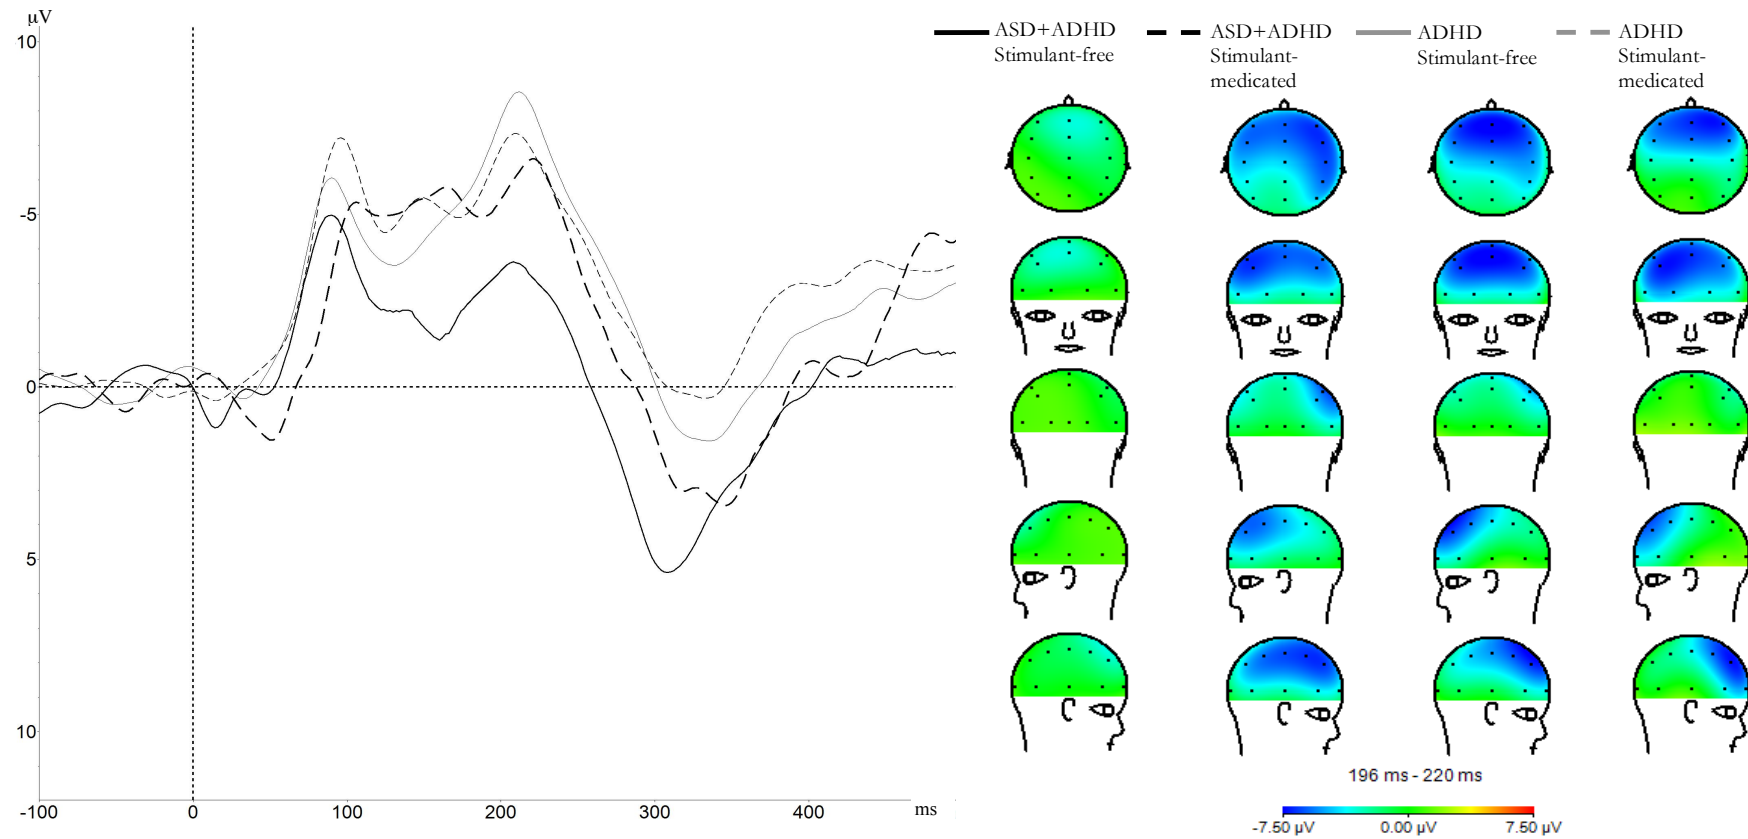 μV
10
-5
0
5
10
-100
0
100
200
300
400
ms
ASD+ADHD
Stimulant-free
ASD+ADHD
Stimulant-
medicated
ADHD
Stimulant-free
ADHD
Stimulant-
medicated
196 ms - 220 ms
-7.50 μV
0.00 μV
7.50 μV